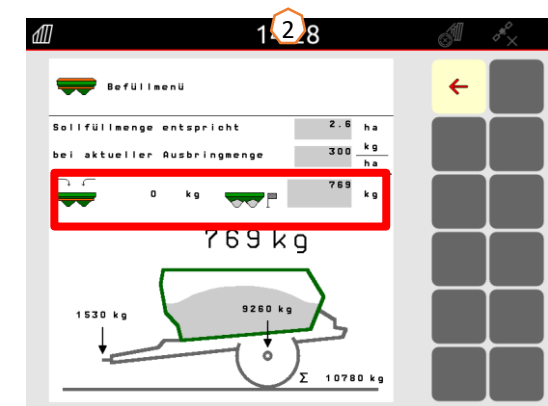 2
Befüllmenü
Sollfüllmenge entspricht 2.6 ha
bei aktueller Ausbringmenge 300 kg
ha
0 kg 769 kg
769 kg
1530 kg
9260 kg
Σ 10780 kg